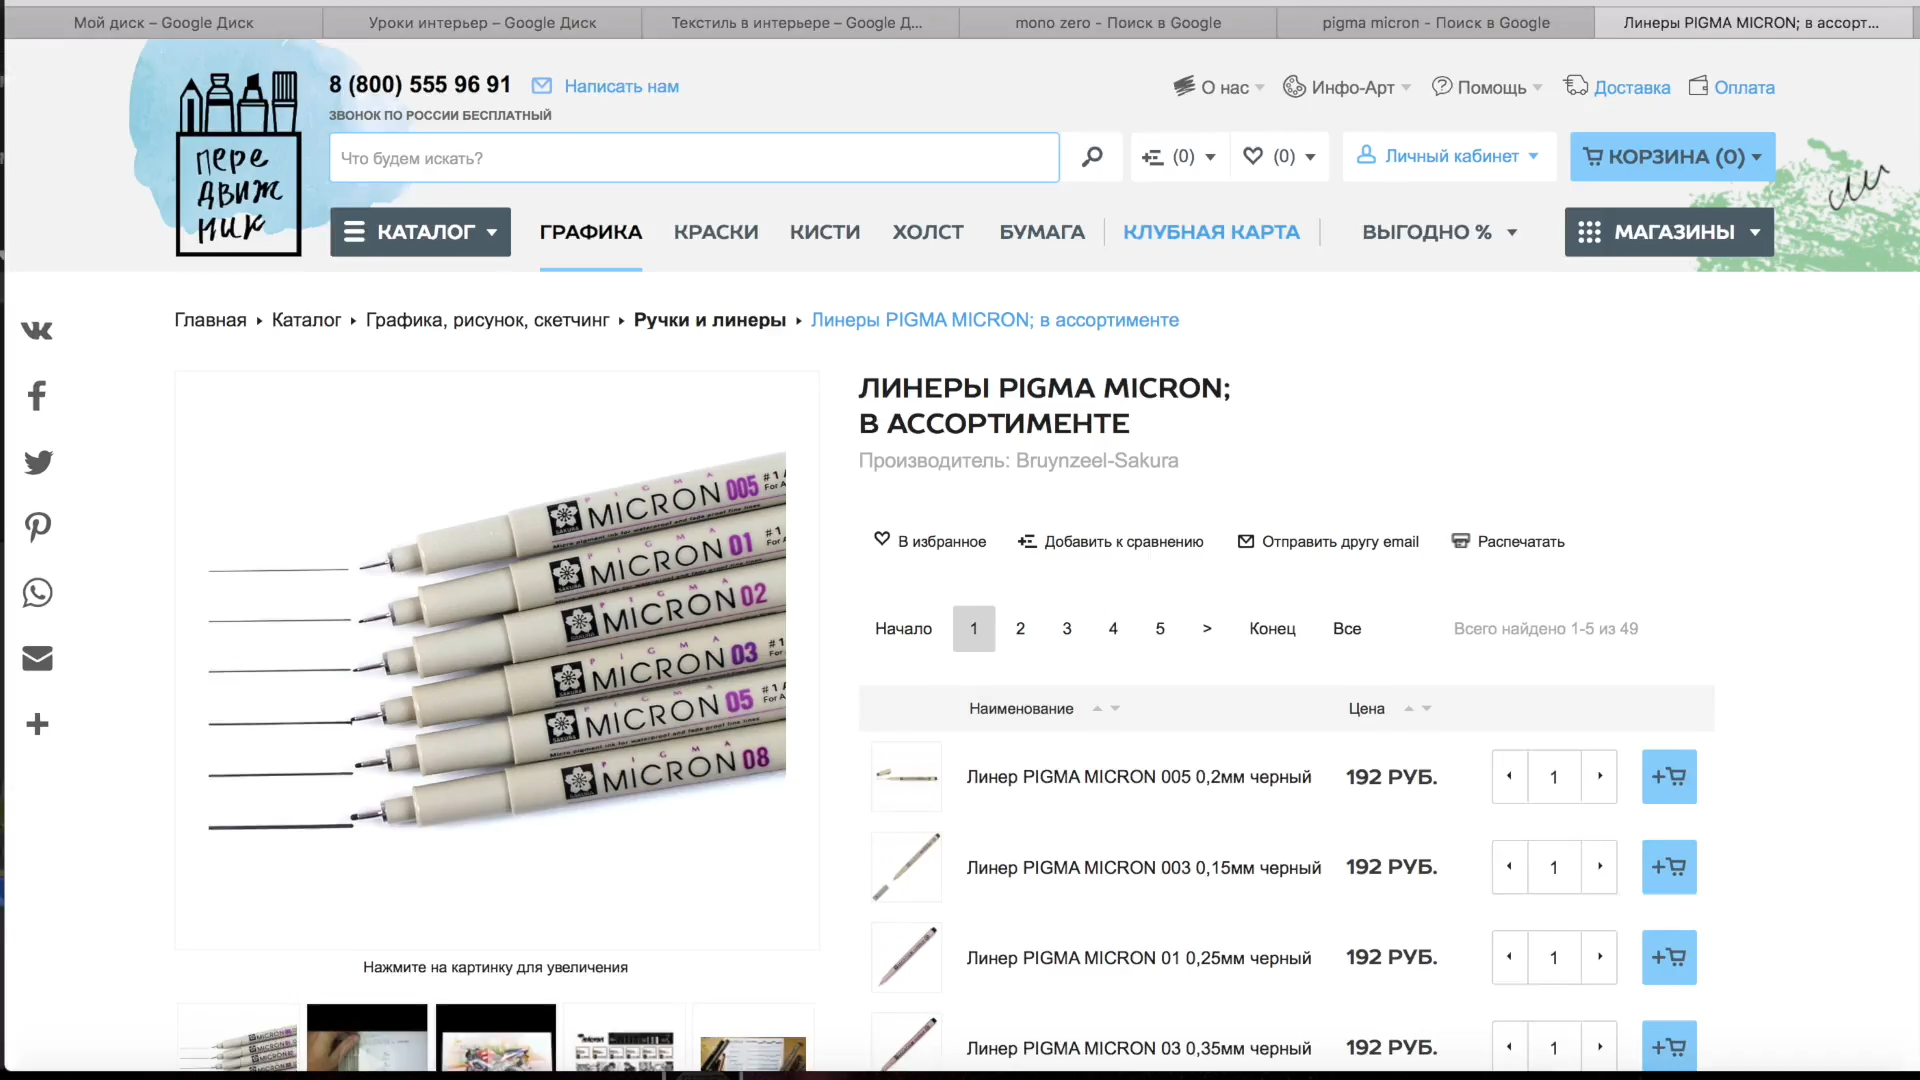 Мой диск – Google Диск
Уроки интерьер – Google Диск
Текстиль в интерьере – Google Д...
mono zero - Поиск в Google
pigma micron - Поиск в Google
Линеры PIGMA MICRON; в ассорт...
8 (800) 555 96 91
Написать нам
О нас
Инфо-Арт
Помощь
Доставка
Оплата
ЗВОНОК ПО РОССИИ БЕСПЛАТНЫЙ
пере
движ
ник
Что будем искать?
(0)
(0)
Личный кабинет
КОРЗИНА (0)
КАТАЛОГ
ГРАФИКА
КРАСКИ
КИСТИ
ХОЛСТ
БУМАГА
КЛУБНАЯ КАРТА
ВЫГОДНО %
МАГАЗИНЫ
Главная
Каталог
Графика, рисунок, скетчинг
Ручки и линеры
Линеры PIGMA MICRON; в ассортименте
PIGMA
MICRON 005
PIGMA
MICRON 01
PIGMA
MICRON 02
PIGMA
MICRON 03
PIGMA
MICRON 05
PIGMA
MICRON 08
Нажмите на картинку для увеличения
ЛИНЕРЫ PIGMA MICRON;
В АССОРТИМЕНТЕ
Производитель: Bruynzeel-Sakura
В избранное
Добавить к сравнению
Отправить другу email
Распечатать
Начало 1 2 3 4 5 > Конец Все
Всего найдено 1-5 из 49
Наименование
Цена
Линер PIGMA MICRON 005 0,2мм черный 192 РУБ. 1
Линер PIGMA MICRON 003 0,15мм черный 192 РУБ. 1
Линер PIGMA MICRON 01 0,25мм черный 192 РУБ. 1
Линер PIGMA MICRON 03 0,35мм черный 192 РУБ. 1